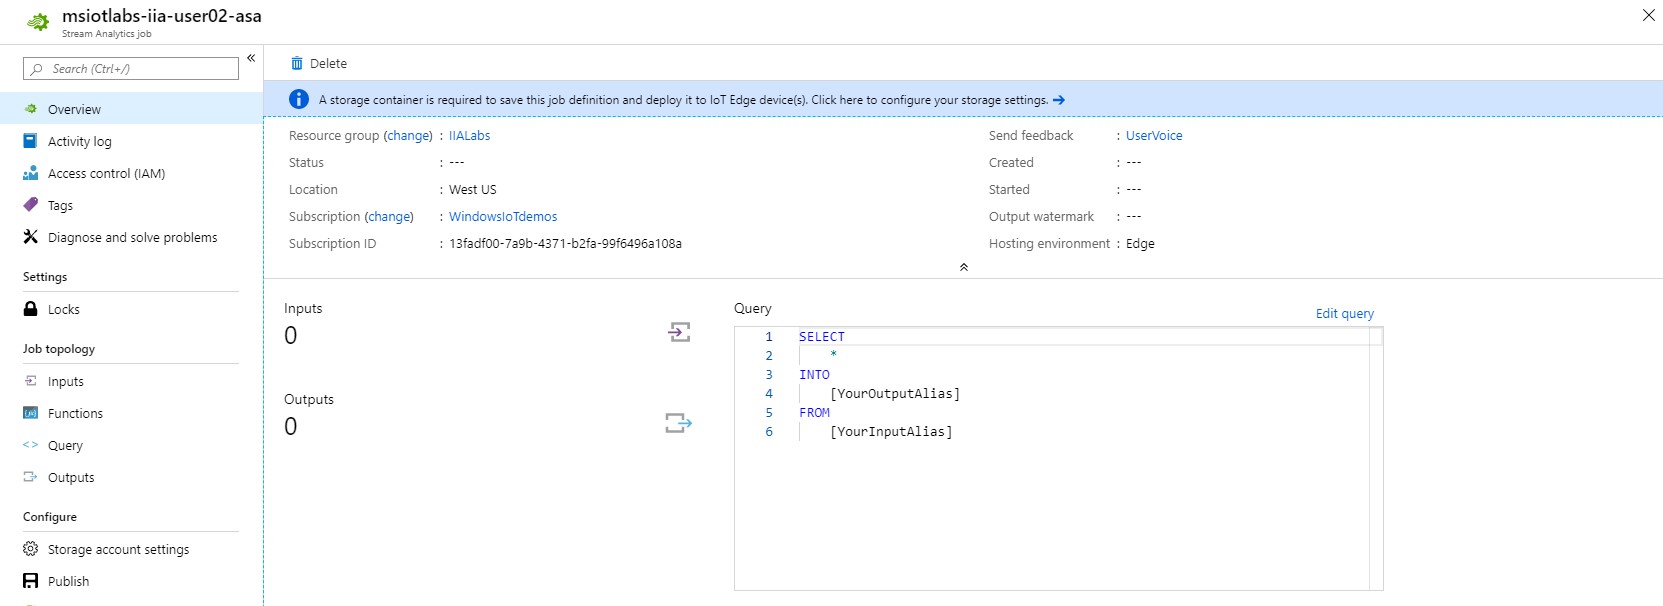 msiotlabs-iia-user02-asa
Stream Analytics job
Search (Ctrl+/)
Overview
Activity log
Access control (IAM)
Tags
Diagnose and solve problems
Settings
Locks
Job topology
Inputs
Functions
Query
Outputs
Configure
Storage account settings
Publish
Delete
A storage container is required to save this job definition and deploy it to IoT Edge device(s). Click here to configure your storage settings.
Resource group (change) : IIALabs
Status : ---
Location : West US
Subscription (change) : WindowsIoTdemos
Subscription ID : 13fadf00-7a9b-4371-b2fa-99f6496a108a
Send feedback : UserVoice
Created : ---
Started : ---
Output watermark : ---
Hosting environment : Edge
Inputs
0
Outputs
0
Query
Edit query
1 SELECT
2 *
3 INTO
4 [YourOutputAlias]
5 FROM
6 [YourInputAlias]